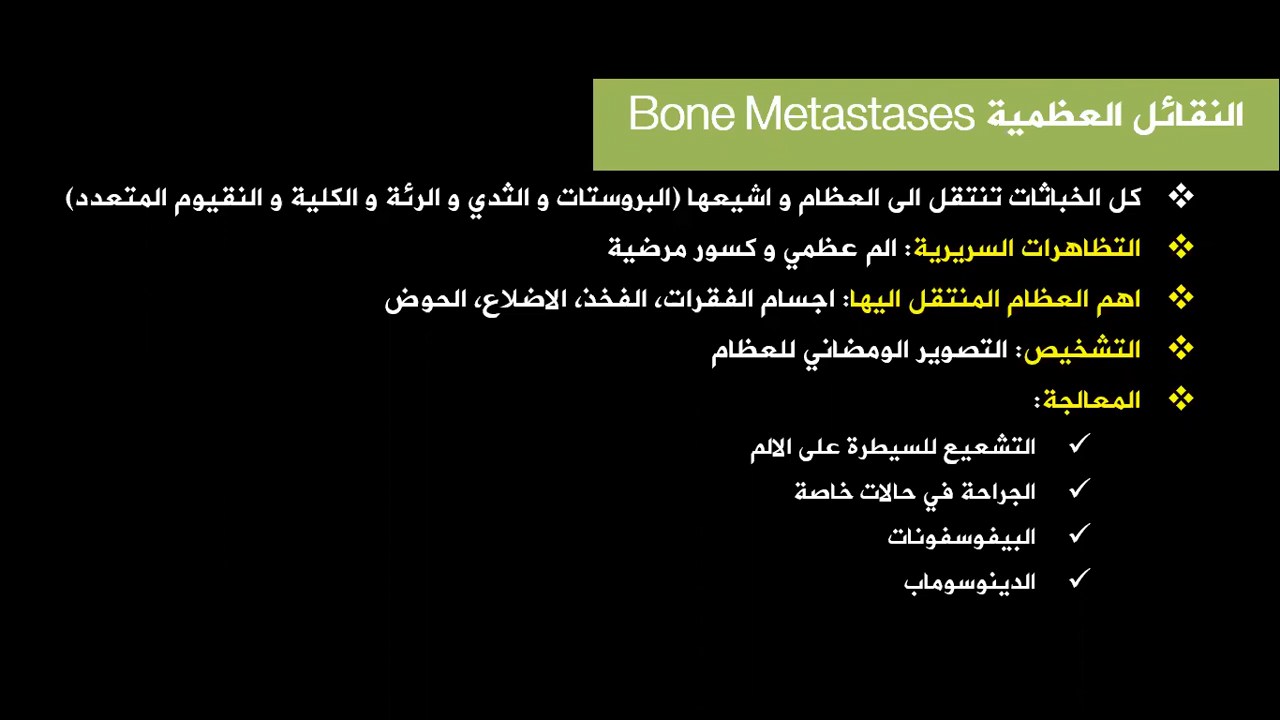 النقائل العظمية Bone Metastases
كل الخباثات تنتقل الى العظام و اشيعها (البروستات و الثدي و الرئة و الكلية و النقيوم المتعدد)
التظاهرات السريرية: الم عظمي و كسور مرضية
اهم العظام المنتقل اليها: اجسام الفقرات، الفخذ، الاضلاع، الحوض
التشخيص: التصوير الومضاني للعظام
المعالجة:
التشعيع للسيطرة على الالم
الجراحة في حالات خاصة
البيفوسفونات
الدينوسوماب